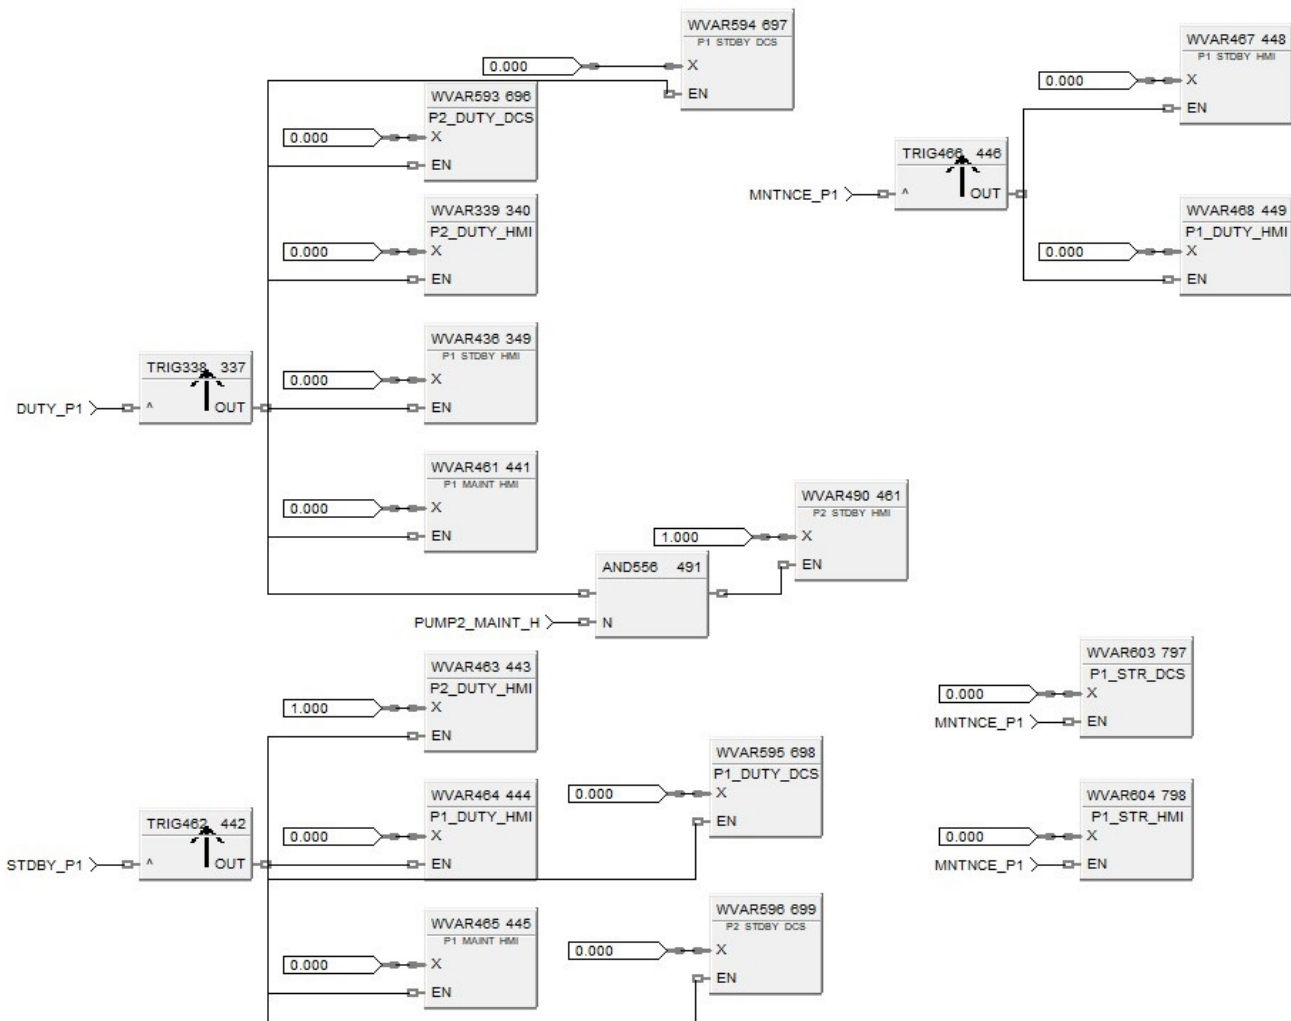 WVAR594 697
P1 STDBY DCS
0.000
X
EN
WVAR593 696
P2_DUTY_DCS
0.000
X
EN
WVAR339 340
P2_DUTY_HMI
0.000
X
EN
WVAR436 349
P1 STDBY HMI
0.000
X
EN
TRIG338 337
DUTY_P1
^ OUT
WVAR461 441
P1 MAINT HMI
0.000
X
EN
WVAR490 461
P2 STDBY HMI
1.000
X
EN
AND556 491
PUMP2_MAINT_H
N
WVAR467 448
P1 STDBY HMI
0.000
X
EN
TRIG466 446
MNTNCE_P1
^ OUT
WVAR468 449
P1_DUTY_HMI
0.000
X
EN
WVAR463 443
P2_DUTY_HMI
1.000
X
EN
WVAR595 698
P1_DUTY_DCS
0.000
X
EN
WVAR464 444
P1_DUTY_HMI
0.000
X
EN
TRIG462 442
STDBY_P1
^ OUT
WVAR465 445
P1 MAINT HMI
0.000
X
EN
WVAR596 699
P2 STDBY DCS
0.000
X
EN
WVAR603 797
P1_STR_DCS
0.000
X
MNTNCE_P1
EN
WVAR604 798
P1_STR_HMI
0.000
X
MNTNCE_P1
EN